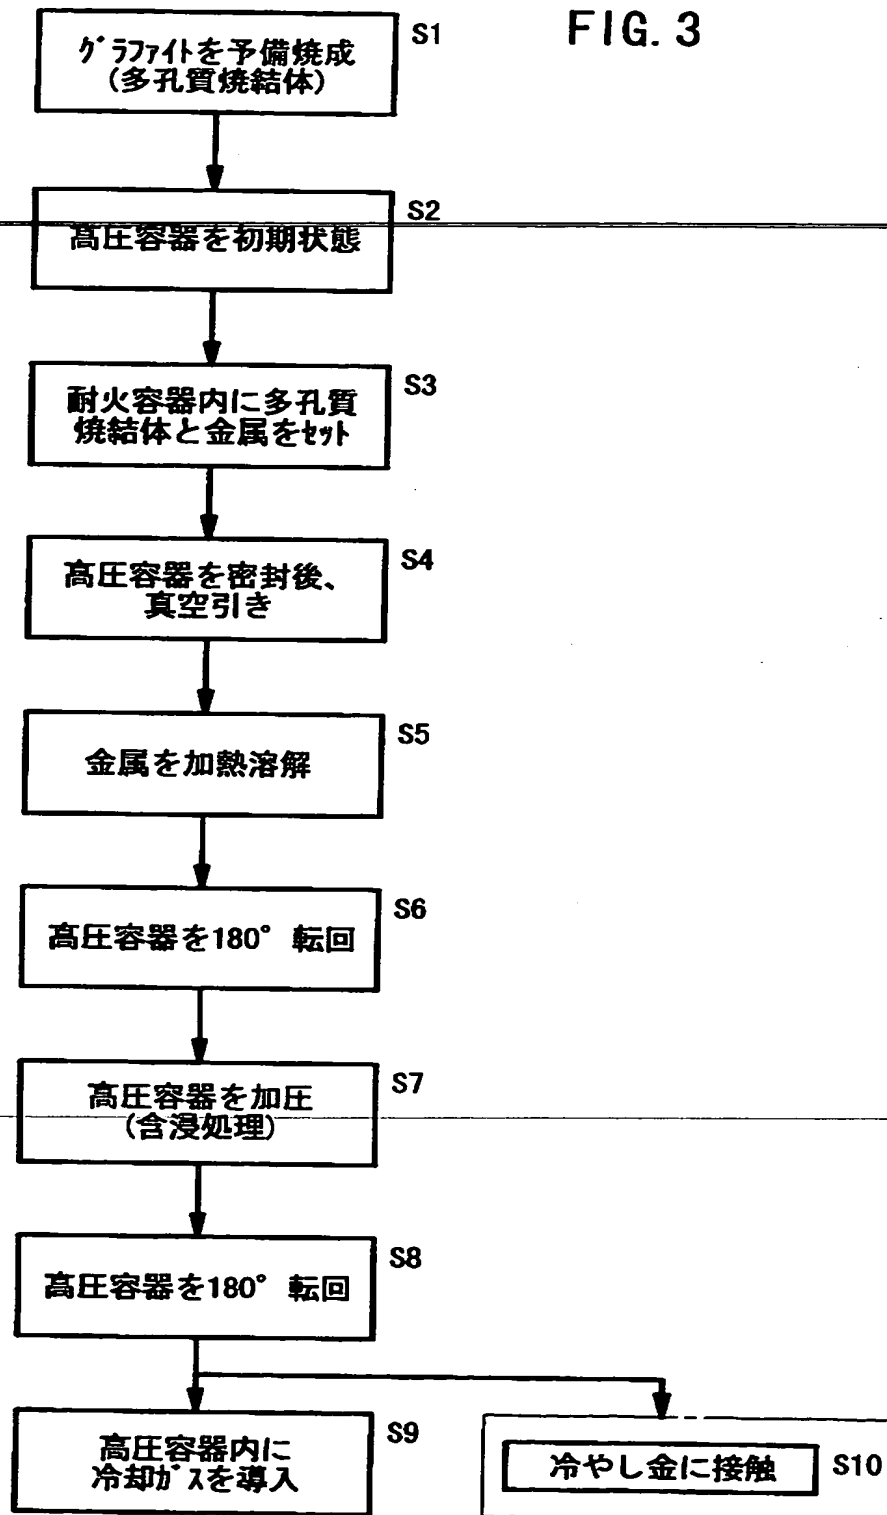 FIG. 3
S1
グラファイトを予備焼成
(多孔質焼結体)
S2
高圧容器を初期状態
S3
耐火容器内に多孔質
焼結体と金属をセット
S4
高圧容器を密封後、
真空引き
S5
金属を加熱溶解
S6
高圧容器を180° 転回
S7
高圧容器を加圧
(含浸処理)
S8
高圧容器を180° 転回
S9
高圧容器内に
冷却ガスを導入
冷やし金に接触
S10